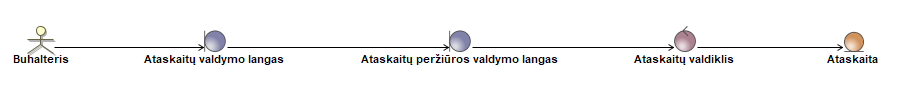 Buhalteris
Ataskaitų valdymo langas
Ataskaitų peržiūros valdymo langas
Ataskaitų valdiklis
Ataskaita